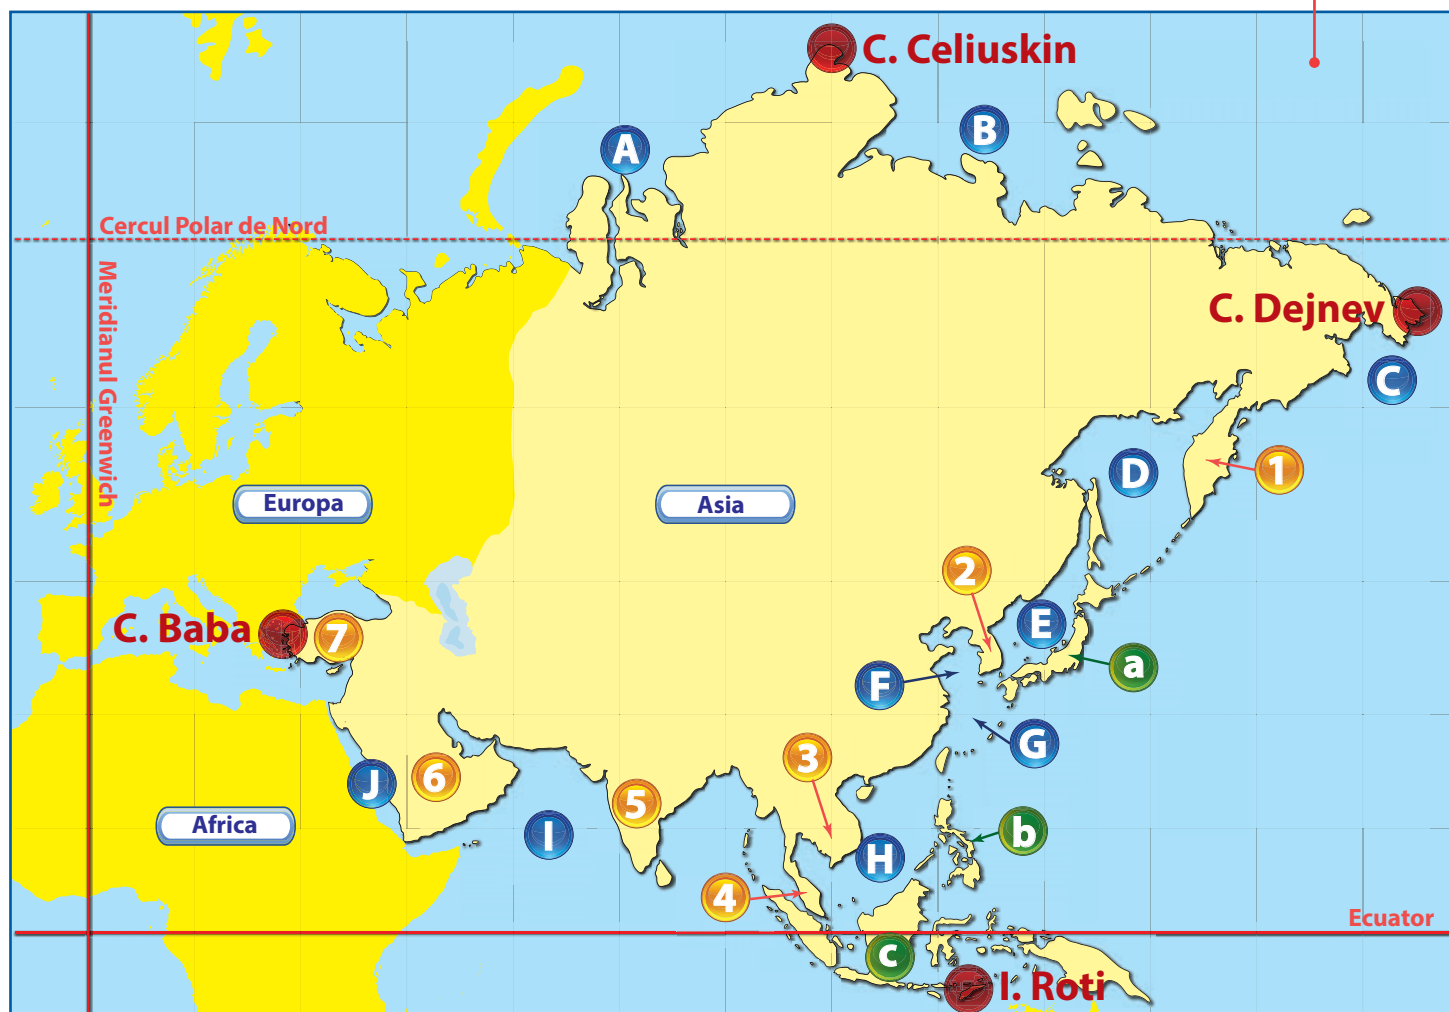 C. Celiuskin
B
A
Cercul Polar de Nord
Meridianul Greenwich
C. Dejnev
C
D
1
Europa
Asia
2
E
C. Baba
7
a
F
G
3
J
6
5
Africa
I
b
H
4
Ecuator
c
I. Roti